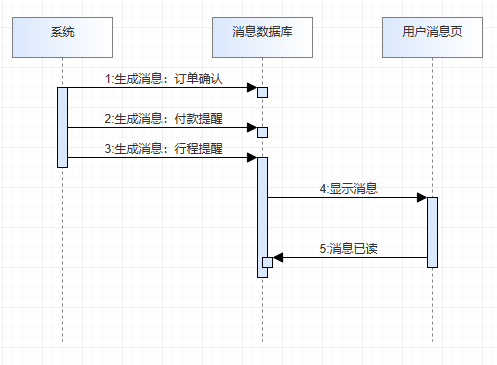 系统
消息数据库
用户消息页
1:生成消息：订单确认
2:生成消息：付款提醒
3:生成消息：行程提醒
4:显示消息
5:消息已读